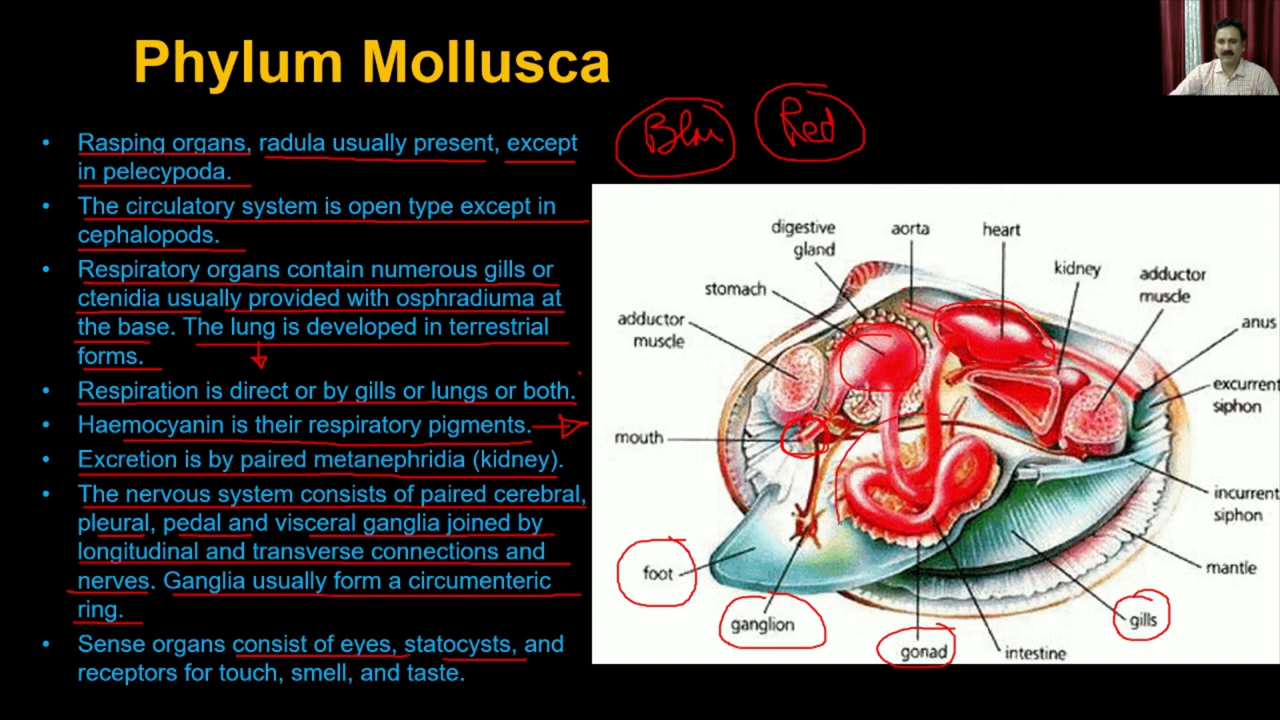 Phylum Mollusca
Blu
Red
• Rasping organs, radula usually present, except
in pelecypoda.
• The circulatory system is open type except in
cephalopods.
• Respiratory organs contain numerous gills or
ctenidia usually provided with osphradiuma at
the base. The lung is developed in terrestrial
forms.
• Respiration is direct or by gills or lungs or both.
• Haemocyanin is their respiratory pigments.
• Excretion is by paired metanephridia (kidney).
• The nervous system consists of paired cerebral,
pleural, pedal and visceral ganglia joined by
longitudinal and transverse connections and
nerves. Ganglia usually form a circumenteric
ring.
• Sense organs consist of eyes, statocysts, and
receptors for touch, smell, and taste.
digestive
gland
aorta
heart
kidney
adductor
muscle
stomach
adductor
muscle
anus
excurrent
siphon
mouth
incurrent
siphon
foot
mantle
ganglion
gills
gonad
intestine